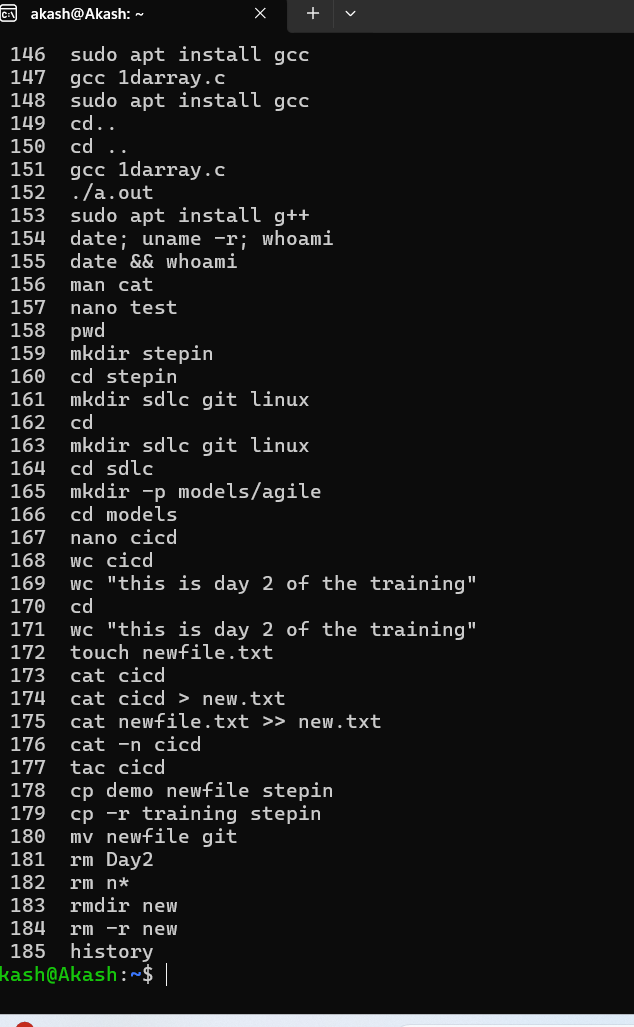 akash@Akash: ~
146 sudo apt install gcc
147 gcc 1darray.c
148 sudo apt install gcc
149 cd..
150 cd ..
151 gcc 1darray.c
152 ./a.out
153 sudo apt install g++
154 date; uname -r; whoami
155 date && whoami
156 man cat
157 nano test
158 pwd
159 mkdir stepin
160 cd stepin
161 mkdir sdlc git linux
162 cd
163 mkdir sdlc git linux
164 cd sdlc
165 mkdir -p models/agile
166 cd models
167 nano cicd
168 wc cicd
169 wc "this is day 2 of the training"
170 cd
171 wc "this is day 2 of the training"
172 touch newfile.txt
173 cat cicd
174 cat cicd > new.txt
175 cat newfile.txt >> new.txt
176 cat -n cicd
177 tac cicd
178 cp demo newfile stepin
179 cp -r training stepin
180 mv newfile git
181 rm Day2
182 rm n*
183 rmdir new
184 rm -r new
185 history
kash@Akash:~$